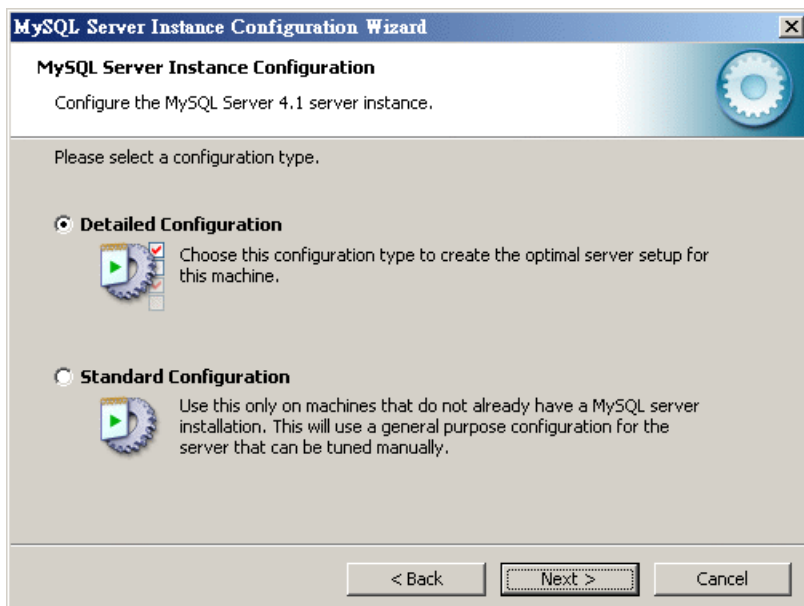 MySQL Server Instance Configuration Wizard
MySQL Server Instance Configuration
Configure the MySQL Server 4.1 server instance.
Please select a configuration type.
Detailed Configuration
Choose this configuration type to create the optimal server setup for
this machine.
Standard Configuration
Use this only on machines that do not already have a MySQL server
installation. This will use a general purpose configuration for the
server that can be tuned manually.
< Back
Next >
Cancel